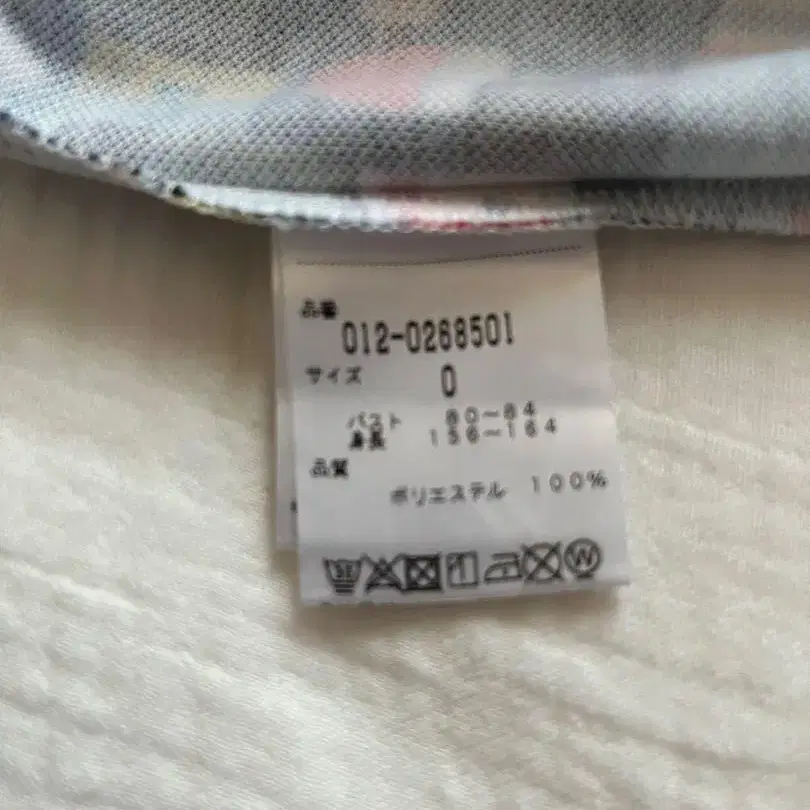 品番
012-0268501
サイズ 0
バスト 80~84
身長 156~164
品質
ポリエステル 100%
W